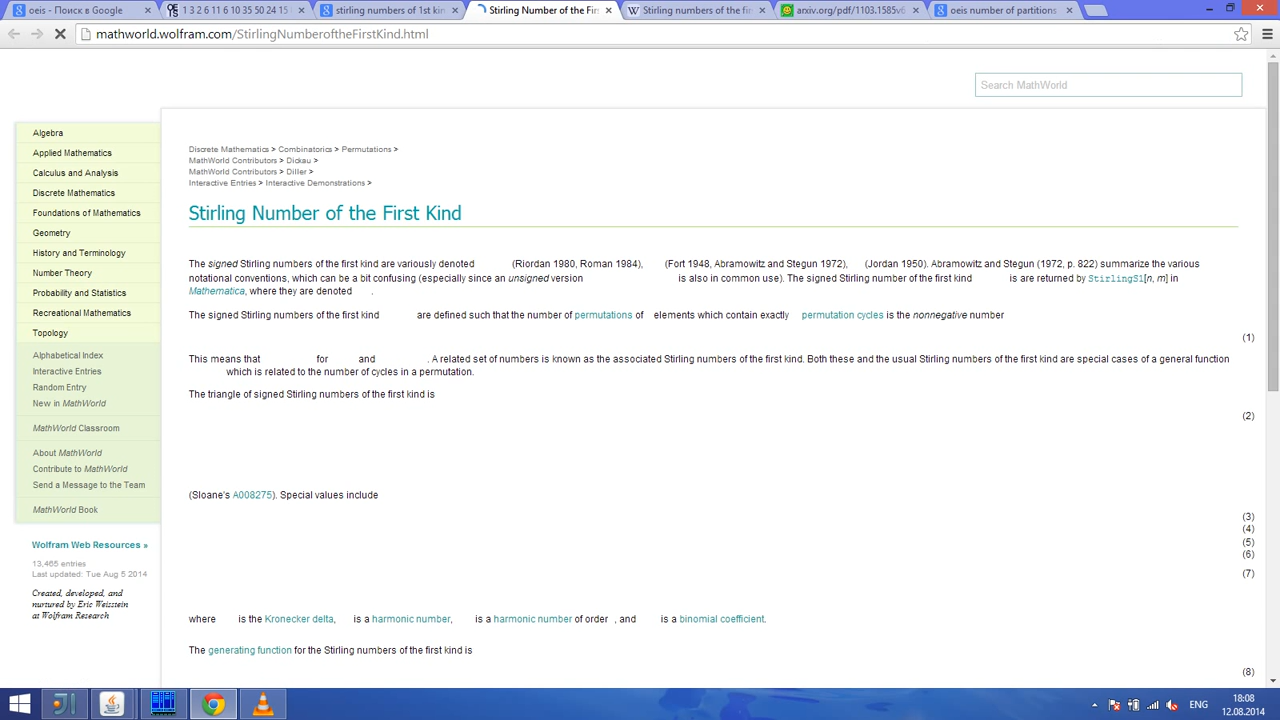 oeis - Поиск в Google
1 3 2 6 11 6 10 35 50 24 15
stirling numbers of 1st kin
Stirling Number of the Firs
Stirling numbers of the firs
arxiv.org/pdf/1103.1585v6
oeis number of partitions
mathworld.wolfram.com/StirlingNumberoftheFirstKind.html
Search MathWorld
Algebra
Applied Mathematics
Calculus and Analysis
Discrete Mathematics
Foundations of Mathematics
Geometry
History and Terminology
Number Theory
Probability and Statistics
Recreational Mathematics
Topology
Alphabetical Index
Interactive Entries
Random Entry
New in MathWorld
MathWorld Classroom
About MathWorld
Contribute to MathWorld
Send a Message to the Team
MathWorld Book
Wolfram Web Resources »
13,465 entries
Last updated: Tue Aug 5 2014
Created, developed, and
nurtured by Eric Weisstein
at Wolfram Research
Discrete Mathematics > Combinatorics > Permutations >
MathWorld Contributors > Dickau >
MathWorld Contributors > Diller >
Interactive Entries > Interactive Demonstrations >
Stirling Number of the First Kind
The signed Stirling numbers of the first kind are variously denoted (Riordan 1980, Roman 1984), (Fort 1948, Abramowitz and Stegun 1972), (Jordan 1950). Abramowitz and Stegun (1972, p. 822) summarize the various
notational conventions, which can be a bit confusing (especially since an unsigned version is also in common use). The signed Stirling number of the first kind is are returned by StirlingS1[n, m] in
Mathematica, where they are denoted .
The signed Stirling numbers of the first kind are defined such that the number of permutations of elements which contain exactly permutation cycles is the nonnegative number
(1)
This means that for and . A related set of numbers is known as the associated Stirling numbers of the first kind. Both these and the usual Stirling numbers of the first kind are special cases of a general function
which is related to the number of cycles in a permutation.
The triangle of signed Stirling numbers of the first kind is
(2)
(Sloane's A008275). Special values include
(3)
(4)
(5)
(6)
(7)
where is the Kronecker delta, is a harmonic number, is a harmonic number of order , and is a binomial coefficient.
The generating function for the Stirling numbers of the first kind is
(8)
ENG
18:08
12.08.2014